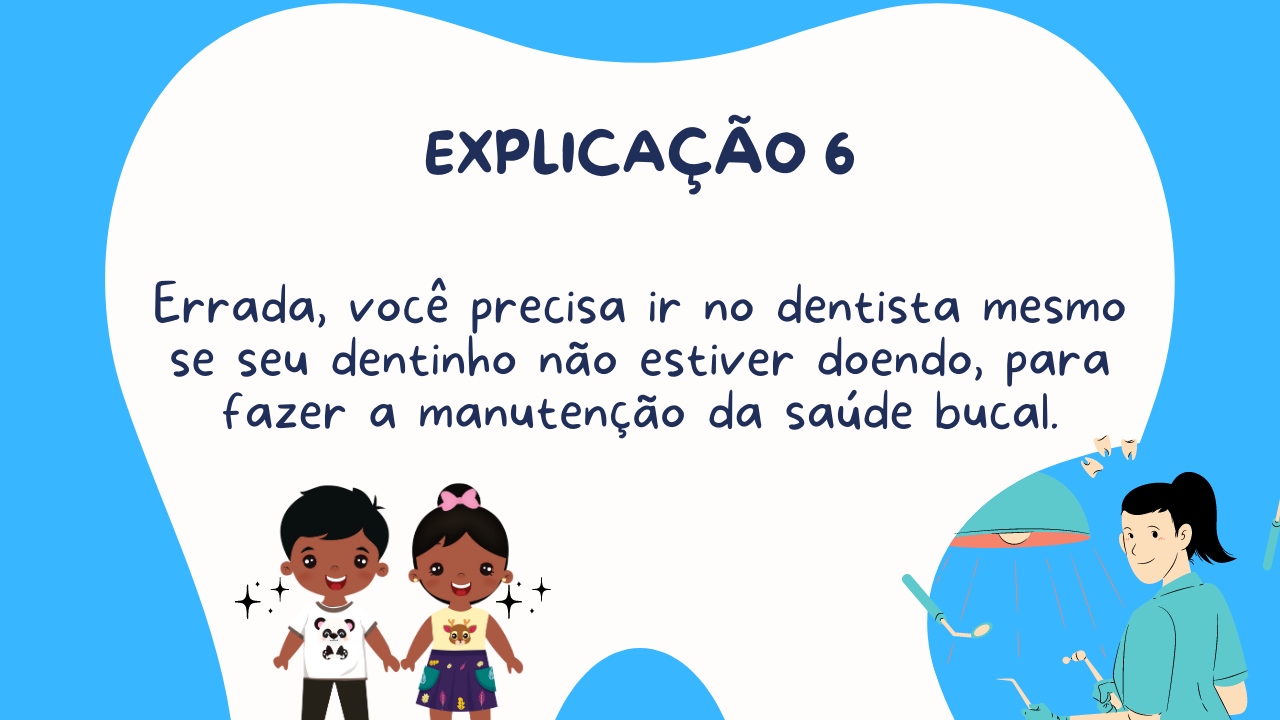 EXPLICAÇÃO 6
Errada, você precisa ir no dentista mesmo
se seu dentinho não estiver doendo, para
fazer a manutenção da saúde bucal.